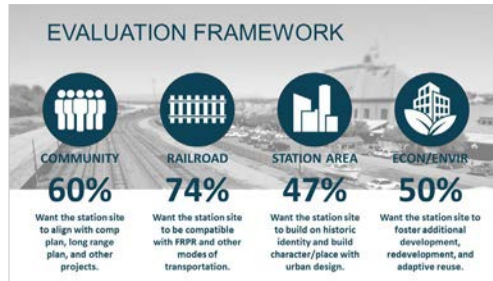 EVALUATION FRAMEWORK
COMMUNITY
60%
Want the station site
to align with comp
plan, long range
plan, and other
projects.
RAILROAD
74%
Want the station site
to be compatible
with FRPR and other
modes of
transportation.
STATION AREA
47%
Want the station site
to build on historic
identity and build
character/place with
urban design.
ECON/ENVIR
50%
Want the station site to
foster additional
development,
redevelopment, and
adaptive reuse.